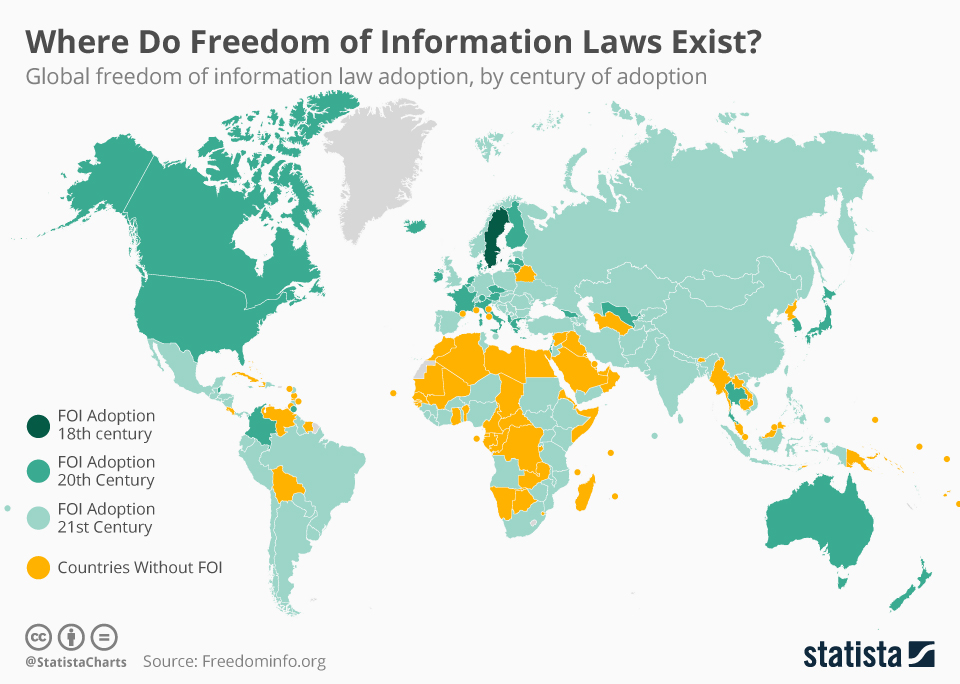 Where Do Freedom of Information Laws Exist?
Global freedom of information law adoption, by century of adoption
FOI Adoption
18th century
FOI Adoption
20th Century
FOI Adoption
21st Century
Countries Without FOI
cc
@StatistaCharts
Source: Freedominfo.org
statista